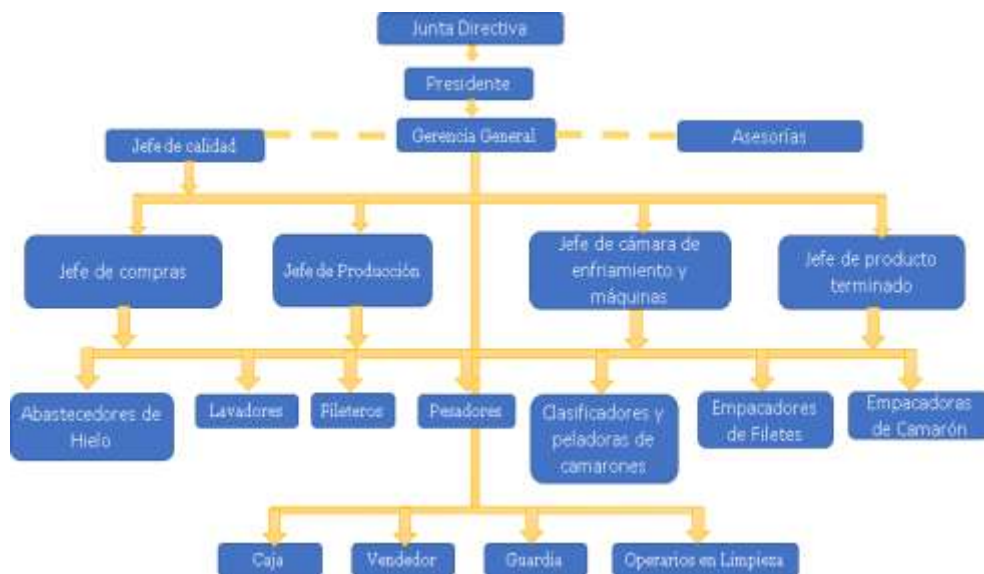 Junta Directiva
Presidente
Gerencia General
Jefe de calidad
Asesorías
Jefe de compras
Jefe de Producción
Jefe de cámara de
enfriamiento y
máquinas
Jefe de producto
terminado
Abastecedores de
Hielo
Lavadores
Fileteros
Pesadores
Clasificadores y
peladoras de
camarones
Empacadores
de Filetes
Empacadoras
de Camarón
Caja
Vendedor
Guardia
Operarios en Limpieza